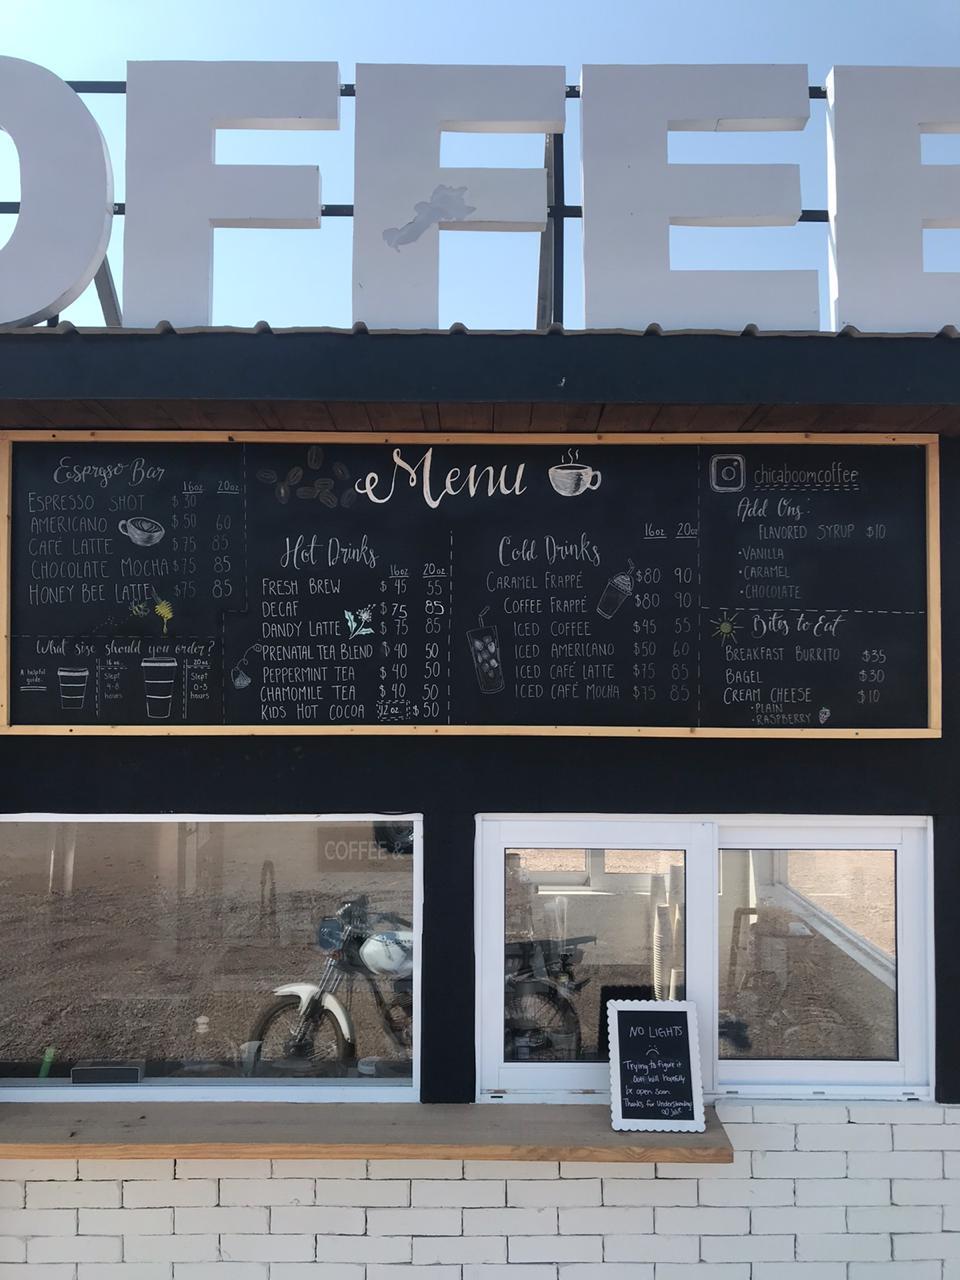 OFFEE
Espresso Bar
16oz 20oz
ESPRESSO SHOT $30
AMERICANO $50 60
CAFÉ LATTE $75 85
CHOCOLATE MOCHA $75 85
HONEY BEE LATTE $75 85
What size should you order?
A helpful guide:
16 oz.
Slept
4-8
hours
20 oz.
Slept
0-3
hours
Menu
Hot Drinks
16oz 20oz
FRESH BREW $45 55
DECAF $75 85
DANDY LATTE $75 85
PRENATAL TEA BLEND $40 50
PEPPERMINT TEA $40 50
CHAMOMILE TEA $40 50
KIDS HOT COCOA 12 oz. $50
Cold Drinks
16oz 20oz
CARAMEL FRAPPÉ $80 90
COFFEE FRAPPÉ $80 90
ICED COFFEE $45 55
ICED AMERICANO $50 60
ICED CAFÉ LATTE $75 85
ICED CAFÉ MOCHA $75 85
chicaboomcoffee
Add Ons:
FLAVORED SYRUP $10
•VANILLA
•CARAMEL
•CHOCOLATE
Bites to Eat
BREAKFAST BURRITO $35
BAGEL $30
CREAM CHEESE $10
•PLAIN
•RASPBERRY
COFFEE &
NO LIGHTS
Trying to figure it
out! Will hopefully
be open soon.
Thanks for Understanding